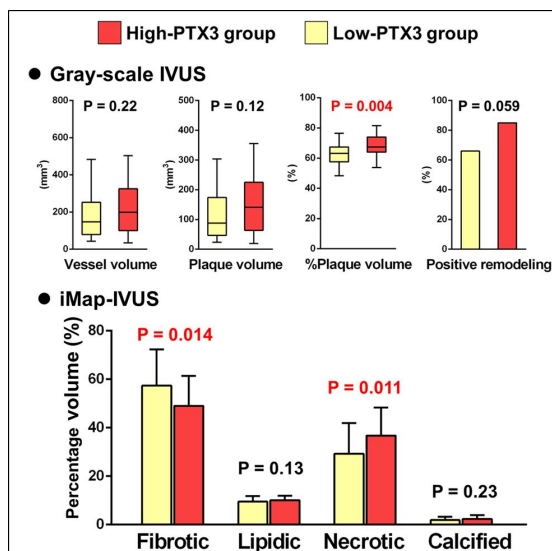 High-PTX3 group Low-PTX3 group
● Gray-scale IVUS
P = 0.22 P = 0.12 P = 0.004 P = 0.059
800 600 400 200 0 (mm³)
500 400 300 200 100 0 (mm³)
100 80 60 40 20 0 (%)
100 80 60 40 20 0 (%)
Vessel volume Plaque volume %Plaque volume Positive remodeling
● iMap-IVUS
Percentage volume (%)
80
60
40
20
0
P = 0.014
P = 0.13
P = 0.011
P = 0.23
Fibrotic Lipidic Necrotic Calcified